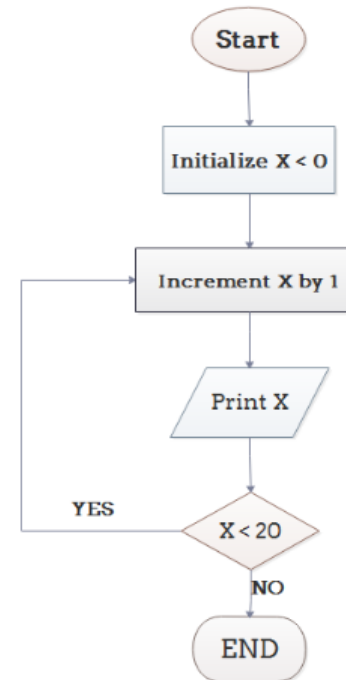 Start
Initialize X < 0
Increment X by 1
Print X
YES
X < 20
NO
END